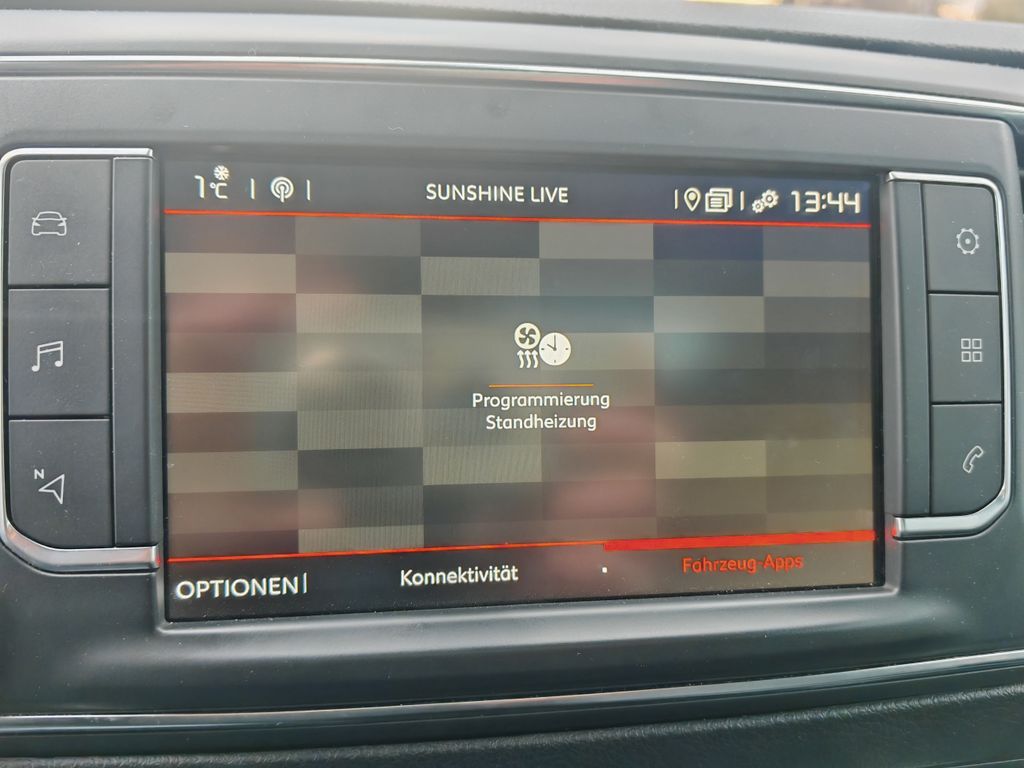 1°C
SUNSHINE LIVE
13:44
N
Programmierung
Standheizung
OPTIONEN
Konnektivität
Fahrzeug-Apps